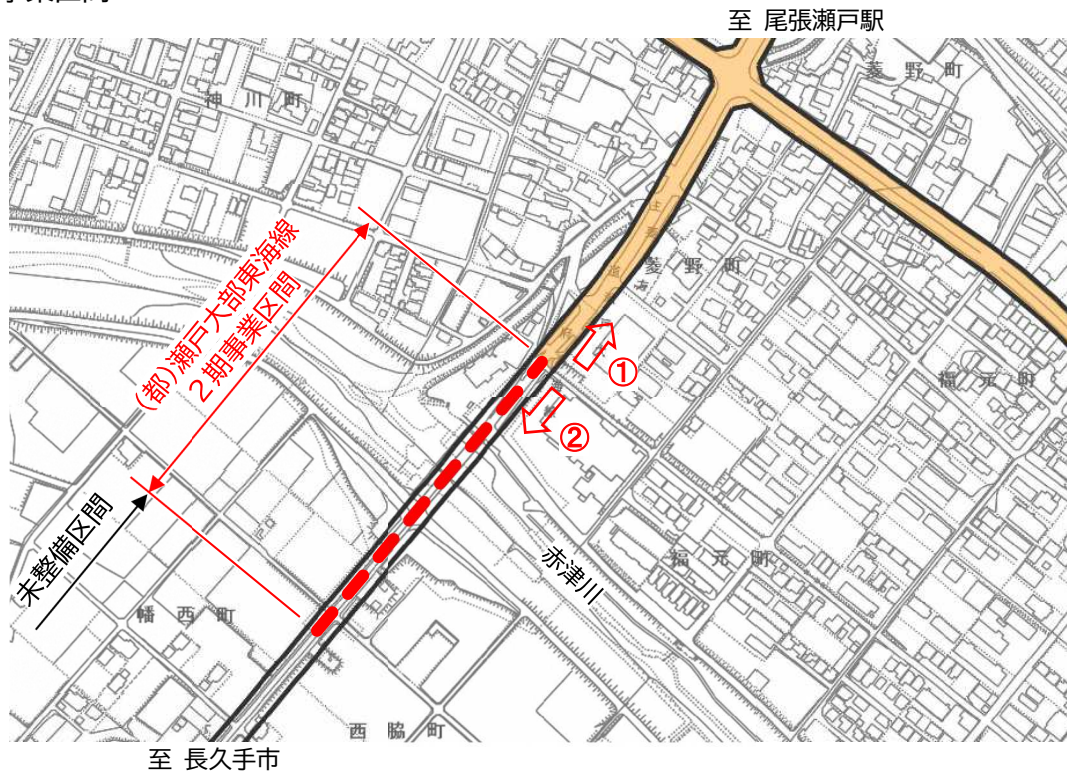 至 尾張瀬戸駅
菱野町
神川町
菱野町
(都)瀬戸大部東海線
2期事業区間
①
②
福元町
未整備区間
赤津川
福元町
幡西町
西脇町
至 長久手市